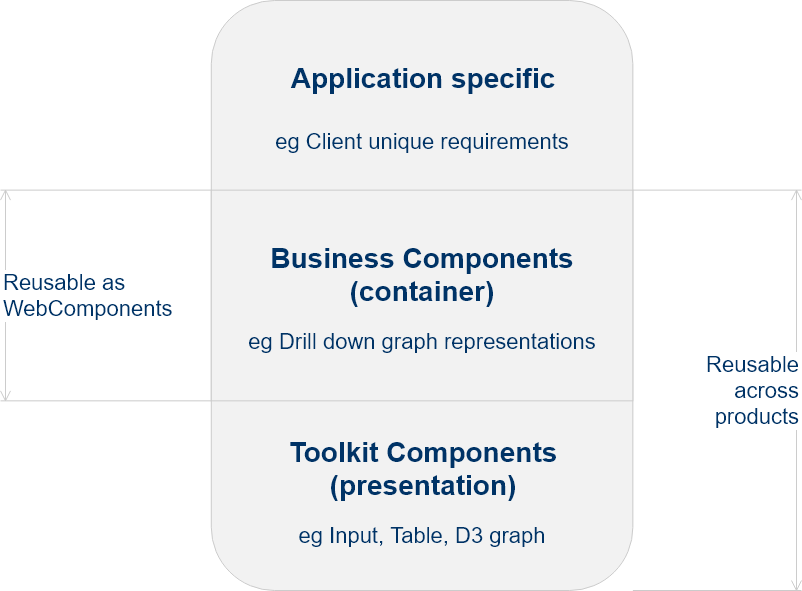 Application specific
eg Client unique requirements
Reusable as
WebComponents
Business Components
(container)
eg Drill down graph representations
Reusable
across
products
Toolkit Components
(presentation)
eg Input, Table, D3 graph